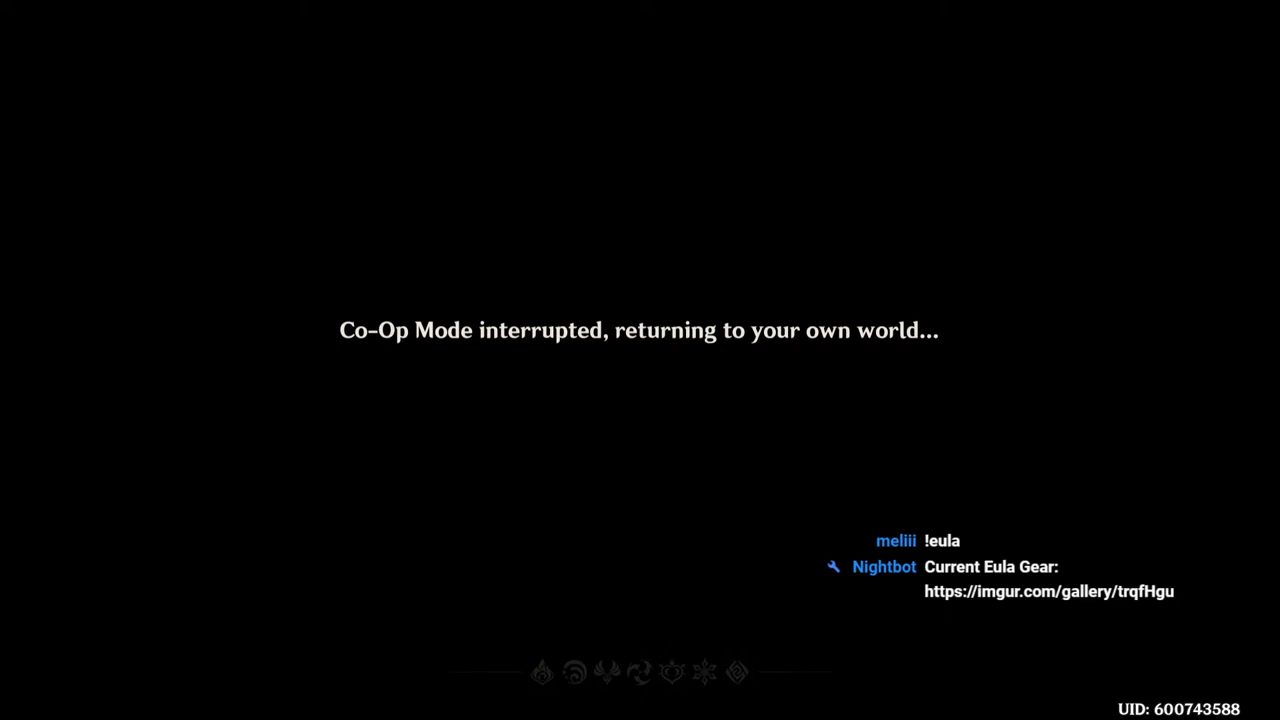 Co-Op Mode interrupted, returning to your own world...
meliii !eula
Nightbot Current Eula Gear:
https://imgur.com/gallery/trqfHgu
UID: 600743588